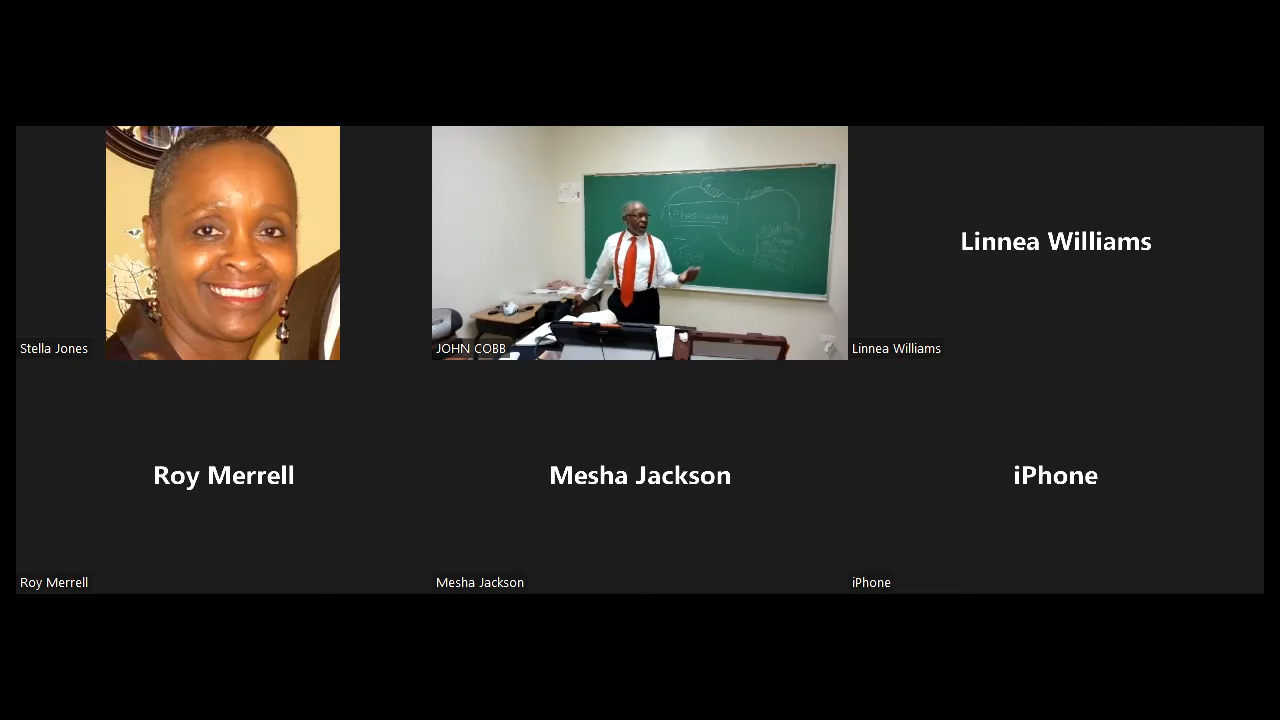 Stella Jones
JOHN COBB
Linnea Williams
Linnea Williams
Roy Merrell
Mesha Jackson
iPhone
Roy Merrell
Mesha Jackson
iPhone